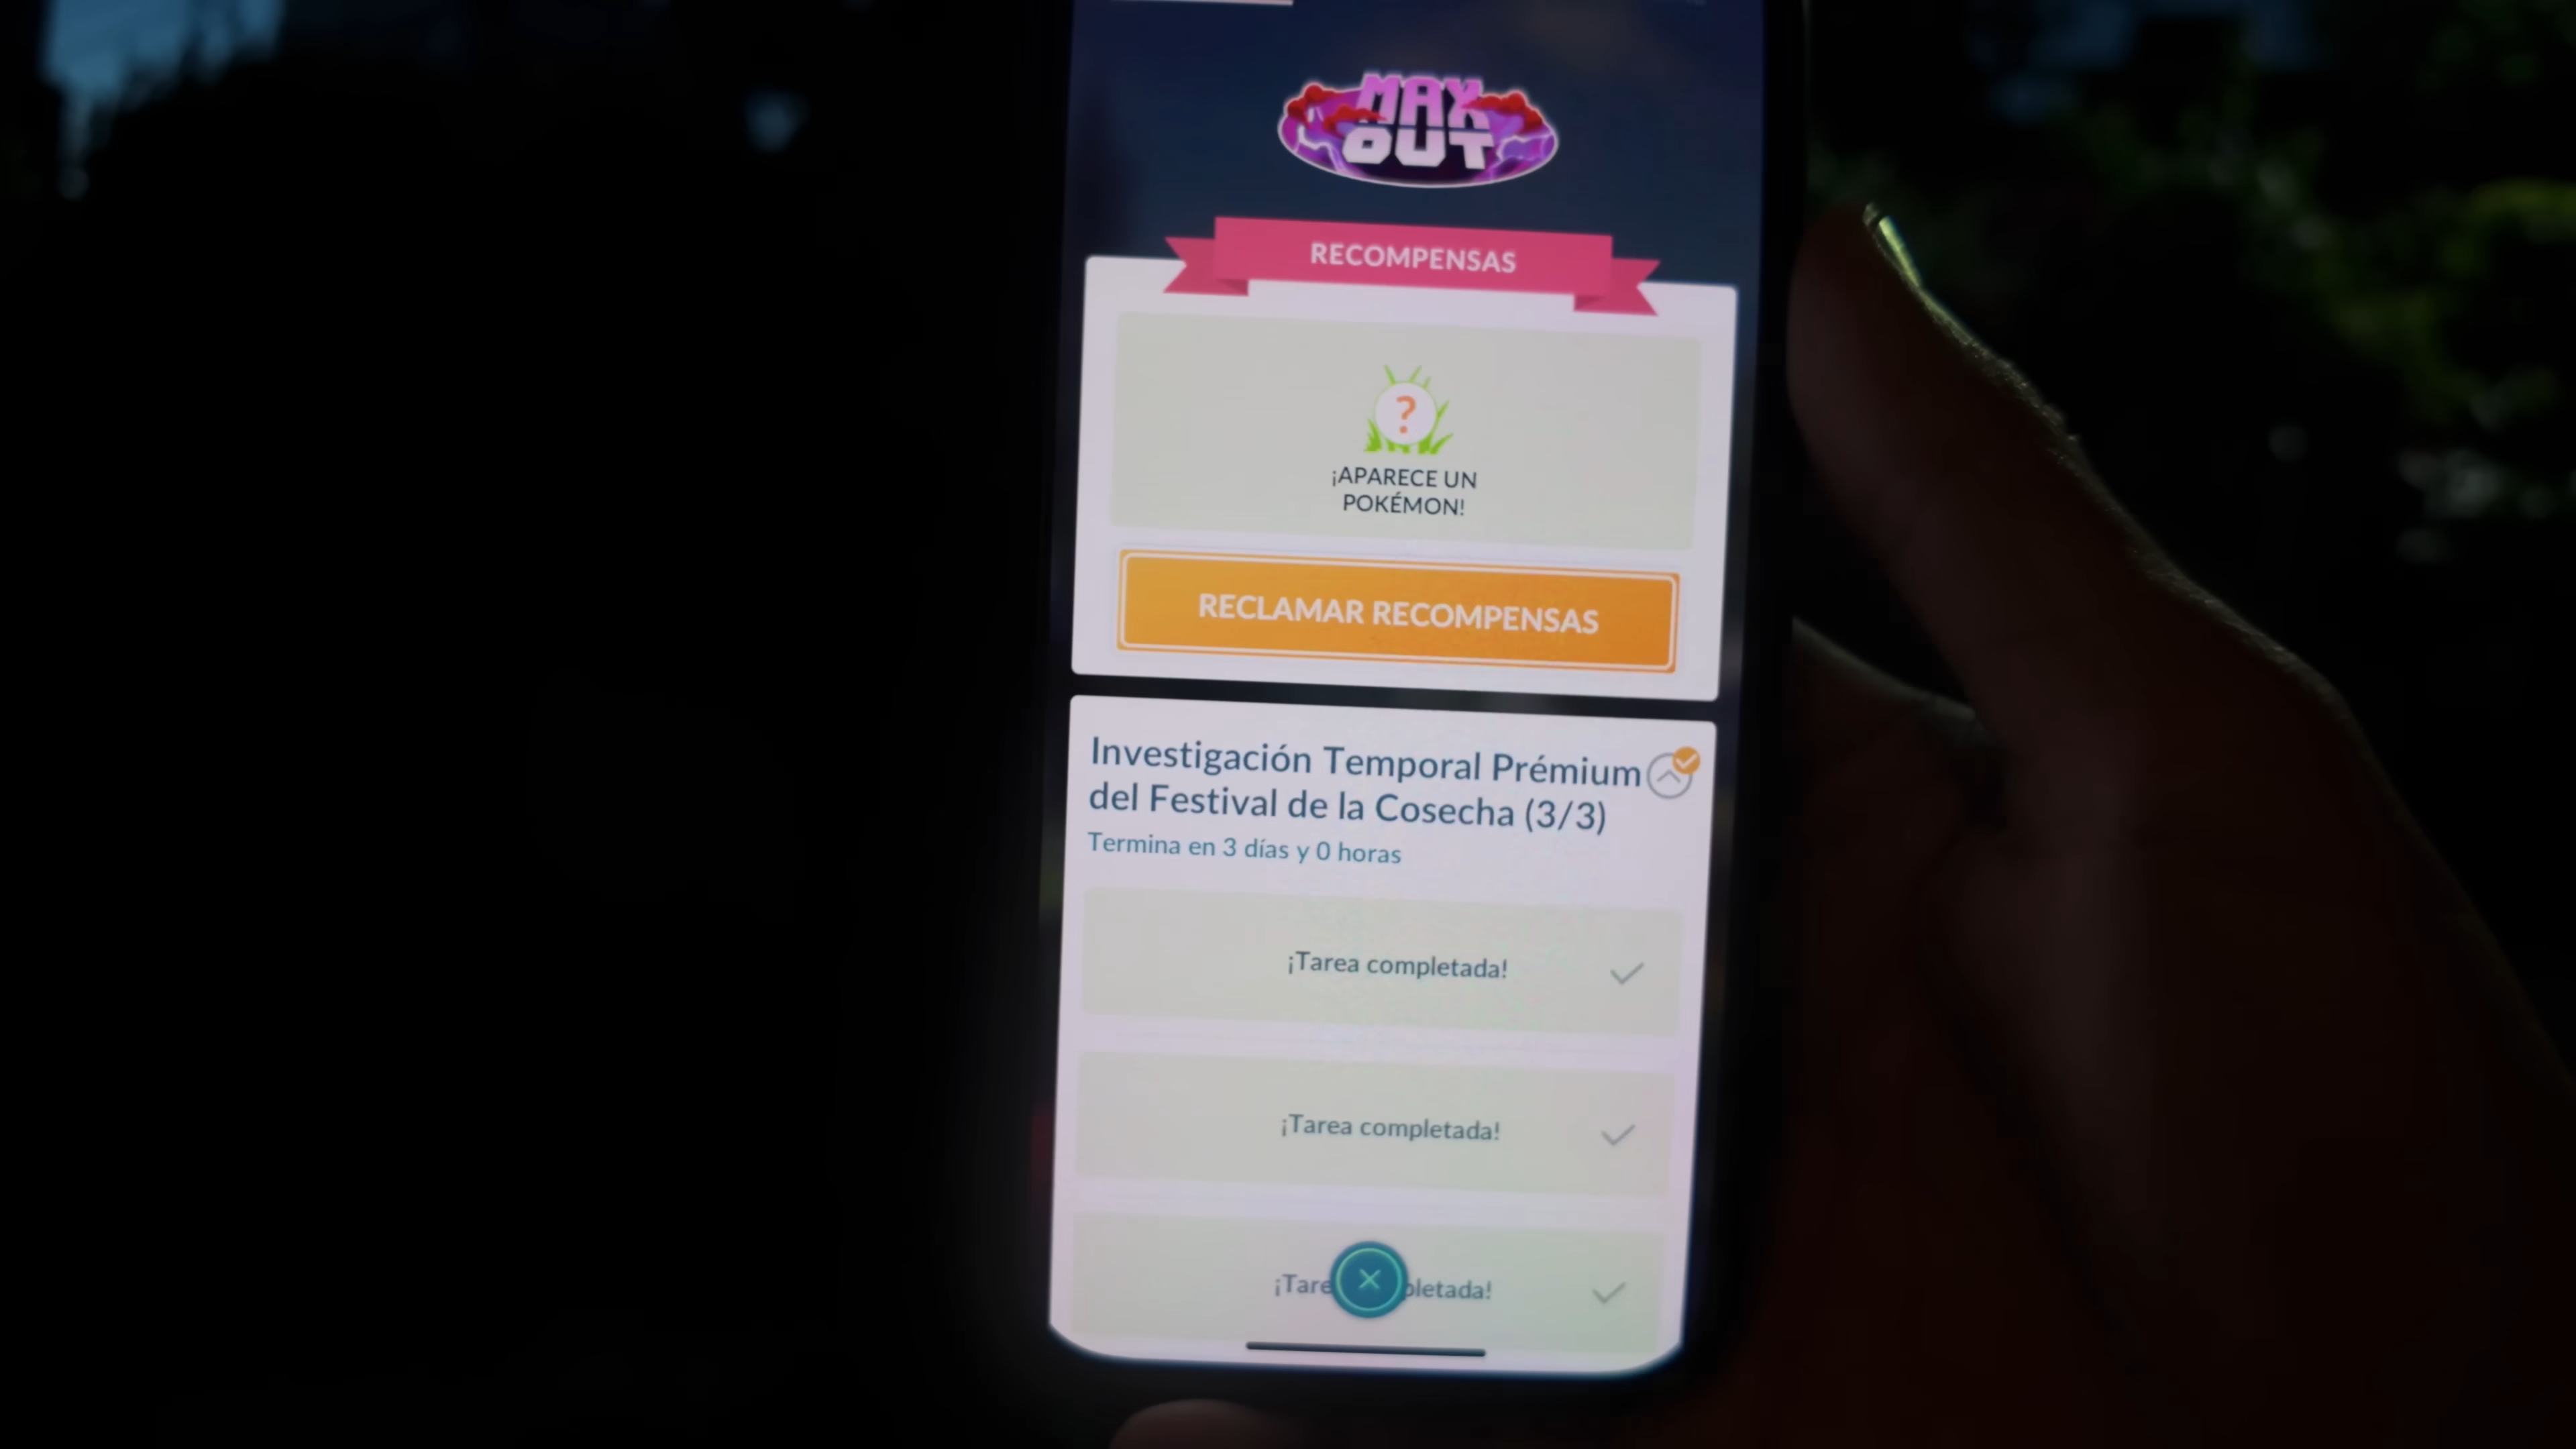 MAX
OUT
RECOMPENSAS
?
¡APARECE UN
POKÉMON!
RECLAMAR RECOMPENSAS
Investigación Temporal Prémium
del Festival de la Cosecha (3/3)
Termina en 3 días y 0 horas
¡Tarea completada!
¡Tarea completada!
¡Tare pletada!